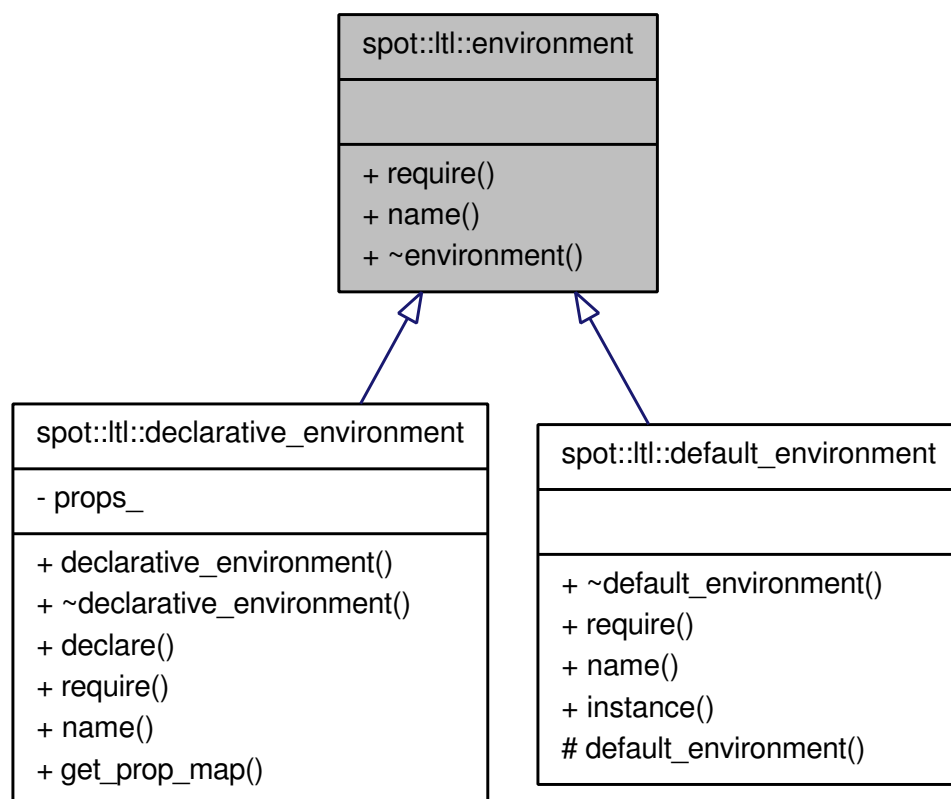 spot::ltl::environment
+ require()
+ name()
+ ~environment()
spot::ltl::declarative_environment
- props_
+ declarative_environment()
+ ~declarative_environment()
+ declare()
+ require()
+ name()
+ get_prop_map()
spot::ltl::default_environment
+ ~default_environment()
+ require()
+ name()
+ instance()
# default_environment()